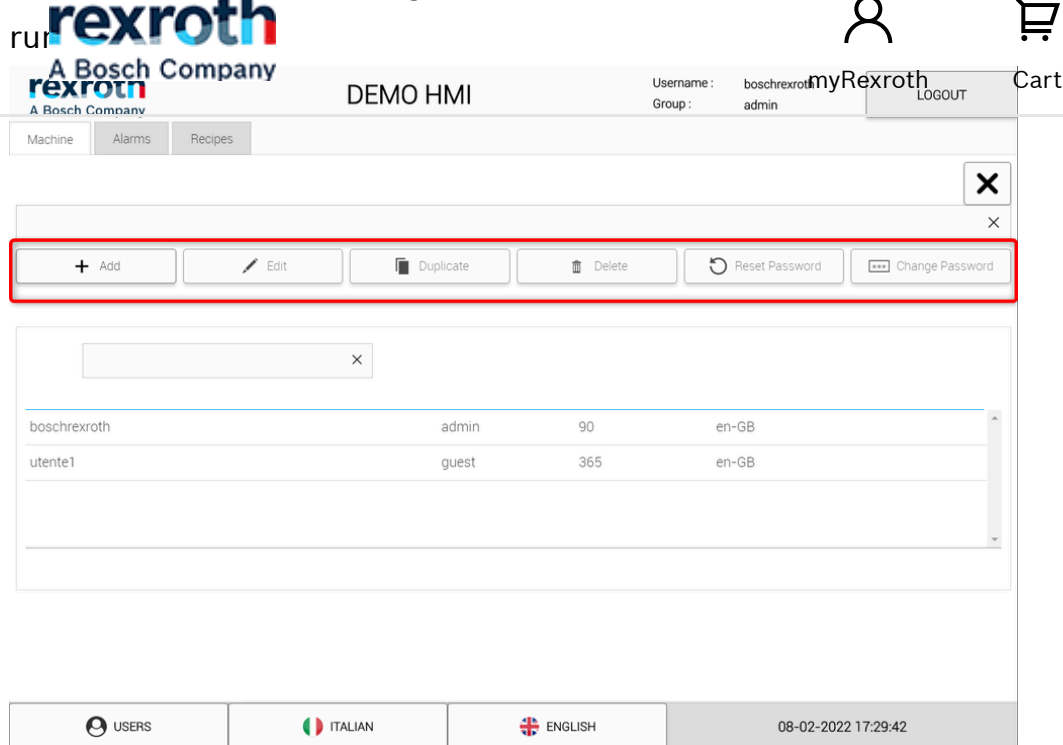 rexroth
A Bosch Company
myRexroth
Cart
rexroth
A Bosch Company
DEMO HMI
Username :
boschrexroth
Group :
admin
LOGOUT
Machine
Alarms
Recipes
Add
Edit
Duplicate
Delete
Reset Password
Change Password
boschrexroth admin 90 en-GB
utente1 guest 365 en-GB
USERS
ITALIAN
ENGLISH
08-02-2022 17:29:42